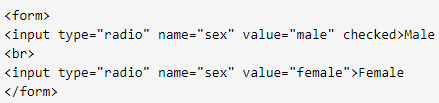 <form>
<input type="radio" name="sex" value="male" checked>Male
<br>
<input type="radio" name="sex" value="female">Female
</form>